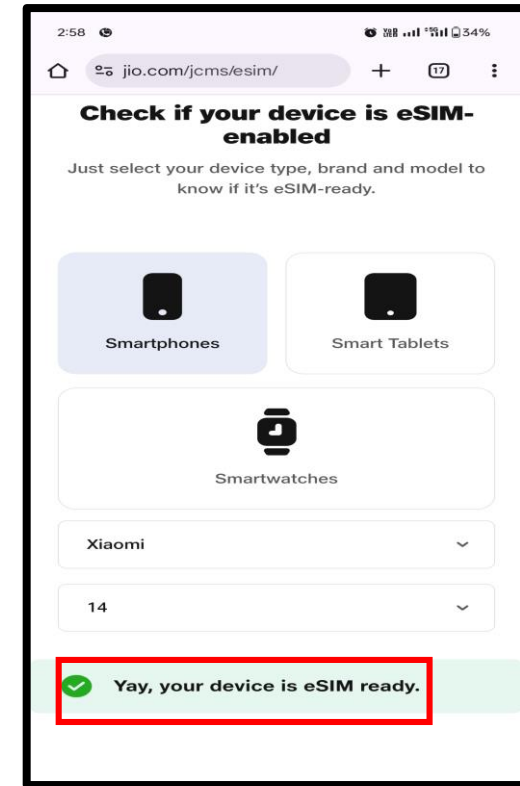 2:58 34%
jio.com/jcms/esim/ 17
Check if your device is eSIM-
enabled
Just select your device type, brand and model to
know if it's eSIM-ready.
Smartphones Smart Tablets
Smartwatches
Xiaomi
14
Yay, your device is eSIM ready.